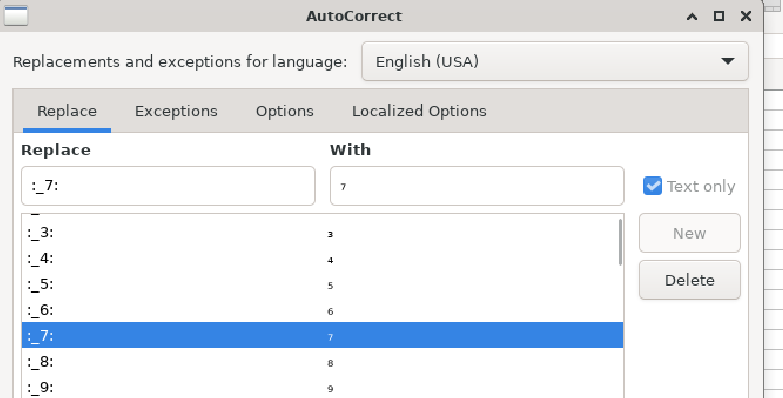 AutoCorrect
Replacements and exceptions for language: English (USA)
Replace Exceptions Options Localized Options
Replace With
:_7: ₇ Text only
:_3: ₃
New
:_4: ₄
:_5: ₅
Delete
:_6: ₆
:_7: ₇
:_8: ₈
:_9: ₉